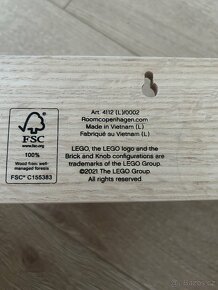 Art. 4112 (L)/0002
Roomcopenhagen.com
Made in Vietnam (L)
Fabriqué su Vietnam (L)
FSC
www.fsc.org
100%
Wood from well-
managed forests
FSC® C155383
LEGO, the LEGO logo and the
Brick and Knob configurations are
trademarks of the LEGO Group.
©2021 The LEGO Group.
All rights reserved